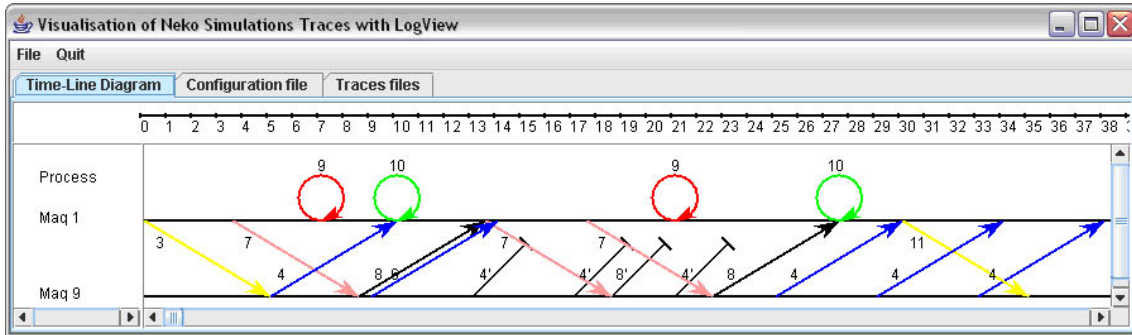 Visualisation of Neko Simulations Traces with LogView
File Quit
Time-Line Diagram Configuration file Traces files
0 1 2 3 4 5 6 7 8 9 10 11 12 13 14 15 16 17 18 19 20 21 22 23 24 25 26 27 28 29 30 31 32 33 34 35 36 37 38
Process 9 10 9 10
Maq 1
3 7 7 7 11
4 8 6 4' 4' 8' 4' 8 4 4 4
Maq 9